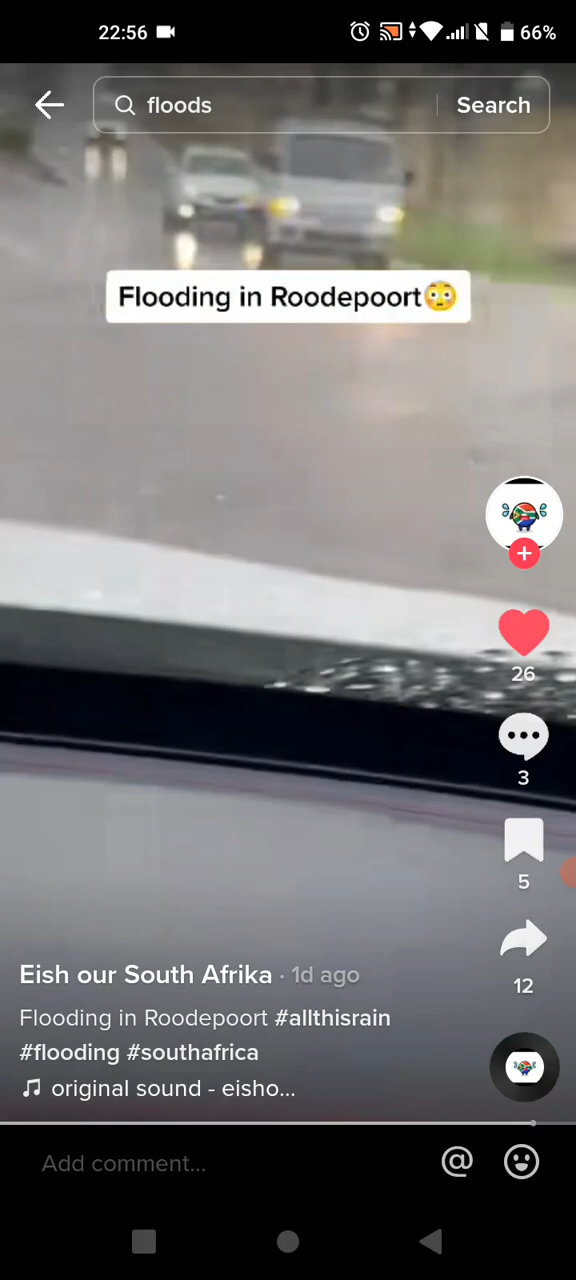 22:56
66%
floods
Search
Flooding in Roodepoort😳
26
3
5
12
Eish our South Africa · 1d ago
Flooding in Roodepoort #allthisrain
#flooding #southafrica
original sound - eisho...
Add comment...